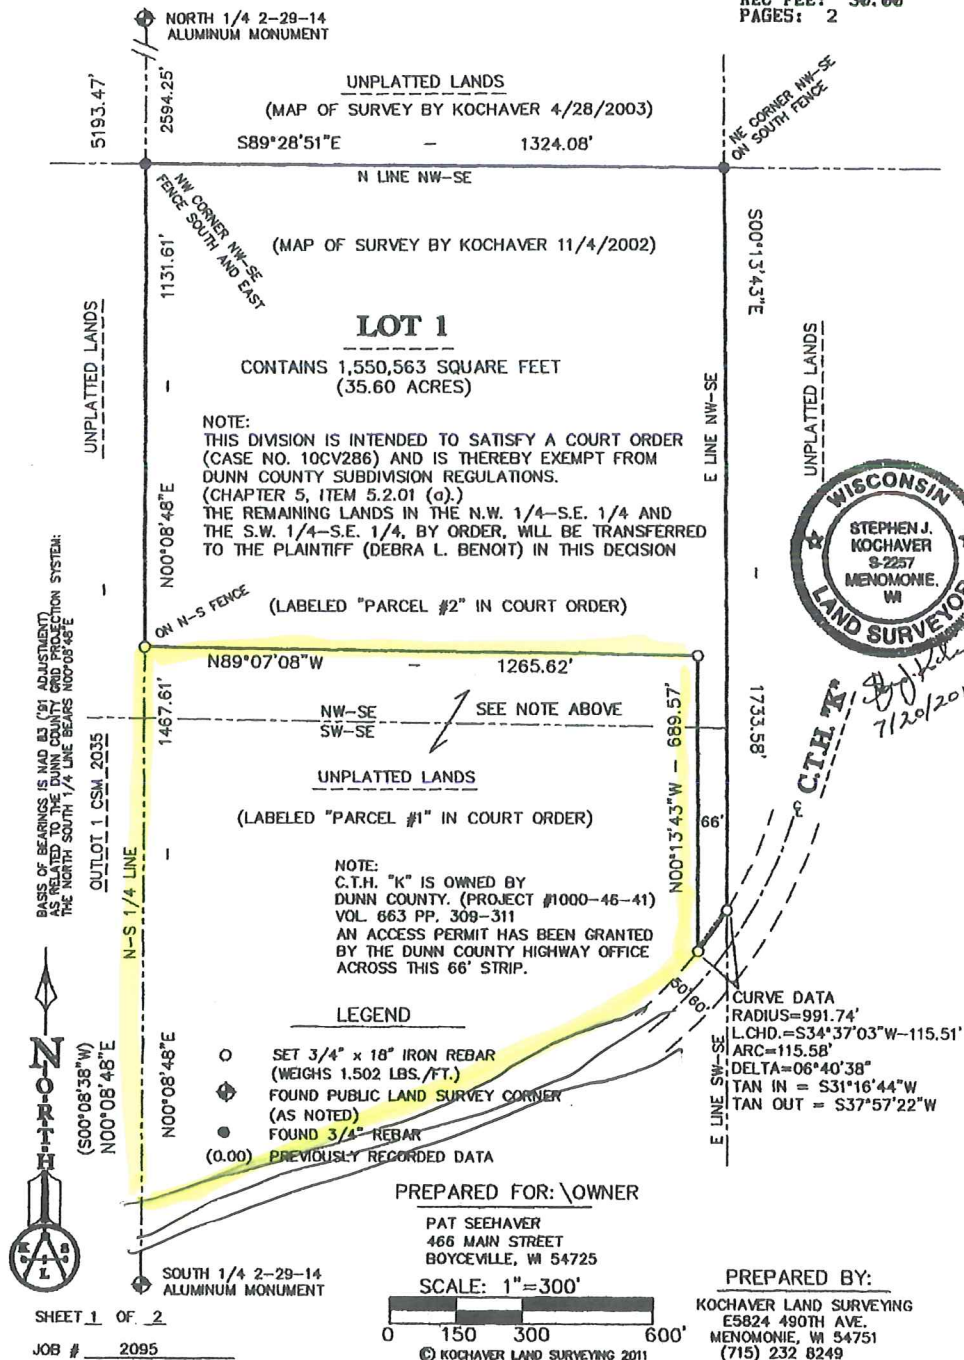 PAGES: 2
NORTH 1/4 2-29-14
ALUMINUM MONUMENT
5193.47'
2594.25'
UNPLATTED LANDS
(MAP OF SURVEY BY KOCHAVER 4/28/2003)
S89°28'51"E - 1324.08'
N LINE NW-SE
NE CORNER NW-SE
ON SOUTH FENCE
NW CORNER NW-SE
FENCE SOUTH AND EAST
(MAP OF SURVEY BY KOCHAVER 11/4/2002)
1131.61'
-
N00°08'48"E
UNPLATTED LANDS
-
S00°13'43"E
-
1733.58'
E LINE NW-SE
UNPLATTED LANDS
LOT 1
CONTAINS 1,550,563 SQUARE FEET
(35.60 ACRES)
NOTE:
THIS DIVISION IS INTENDED TO SATISFY A COURT ORDER
(CASE NO. 10CV286) AND IS THEREBY EXEMPT FROM
DUNN COUNTY SUBDIVISION REGULATIONS.
(CHAPTER 5, ITEM 5.2.01 (a).)
THE REMAINING LANDS IN THE N.W. 1/4-S.E. 1/4 AND
THE S.W. 1/4-S.E. 1/4, BY ORDER, WILL BE TRANSFERRED
TO THE PLAINTIFF (DEBRA L. BENOIT) IN THIS DECISION
(LABELED "PARCEL #2" IN COURT ORDER)
WISCONSIN
STEPHEN J.
KOCHAVER
S-2257
MENOMONIE,
WI
LAND SURVEYOR
ON N-S FENCE
N89°07'08"W - 1265.62'
1467.61'
-
N00°08'48"E
NW-SE
SW-SE
SEE NOTE ABOVE
UNPLATTED LANDS
(LABELED "PARCEL #1" IN COURT ORDER)
N00°13'43"W - 689.57'
66'
C.T.H. "K"
NOTE:
C.T.H. "K" IS OWNED BY
DUNN COUNTY. (PROJECT #1000-46-41)
VOL 663 PP. 309-311
AN ACCESS PERMIT HAS BEEN GRANTED
BY THE DUNN COUNTY HIGHWAY OFFICE
ACROSS THIS 66' STRIP.
50'
60'
BASIS OF BEARINGS IS NAD 83 ('91 ADJUSTMENT)
AS RELATED TO THE DUNN COUNTY GRID PROJECTION SYSTEM:
THE NORTH SOUTH 1/4 LINE BEARS N00°08'48"E
OUTLOT 1 CSM 2035
N-S 1/4 LINE
(S00°08'38"W)
N00°08'48"E
LEGEND
SET 3/4" x 18" IRON REBAR
(WEIGHS 1.502 LBS./FT.)
FOUND PUBLIC LAND SURVEY CORNER
(AS NOTED)
FOUND 3/4" REBAR
(0.00) PREVIOUSLY RECORDED DATA
CURVE DATA
RADIUS=991.74'
L.CHD.=S34°37'03"W-115.51'
ARC=115.58'
DELTA=06°40'38"
TAN IN = S31°16'44"W
TAN OUT = S37°57'22"W
E LINE SW-SE
NORTH
K S
L
PREPARED FOR: \OWNER
PAT SEEHAVER
466 MAIN STREET
BOYCEVILLE, WI 54725
SOUTH 1/4 2-29-14
ALUMINUM MONUMENT
SCALE: 1"=300'
0 150 300 600'
© KOCHAVER LAND SURVEYING 2011
PREPARED BY:
KOCHAVER LAND SURVEYING
E5824 490TH AVE.
MENOMONIE, WI 54751
(715) 232 8249
SHEET 1 OF 2
JOB # 2095